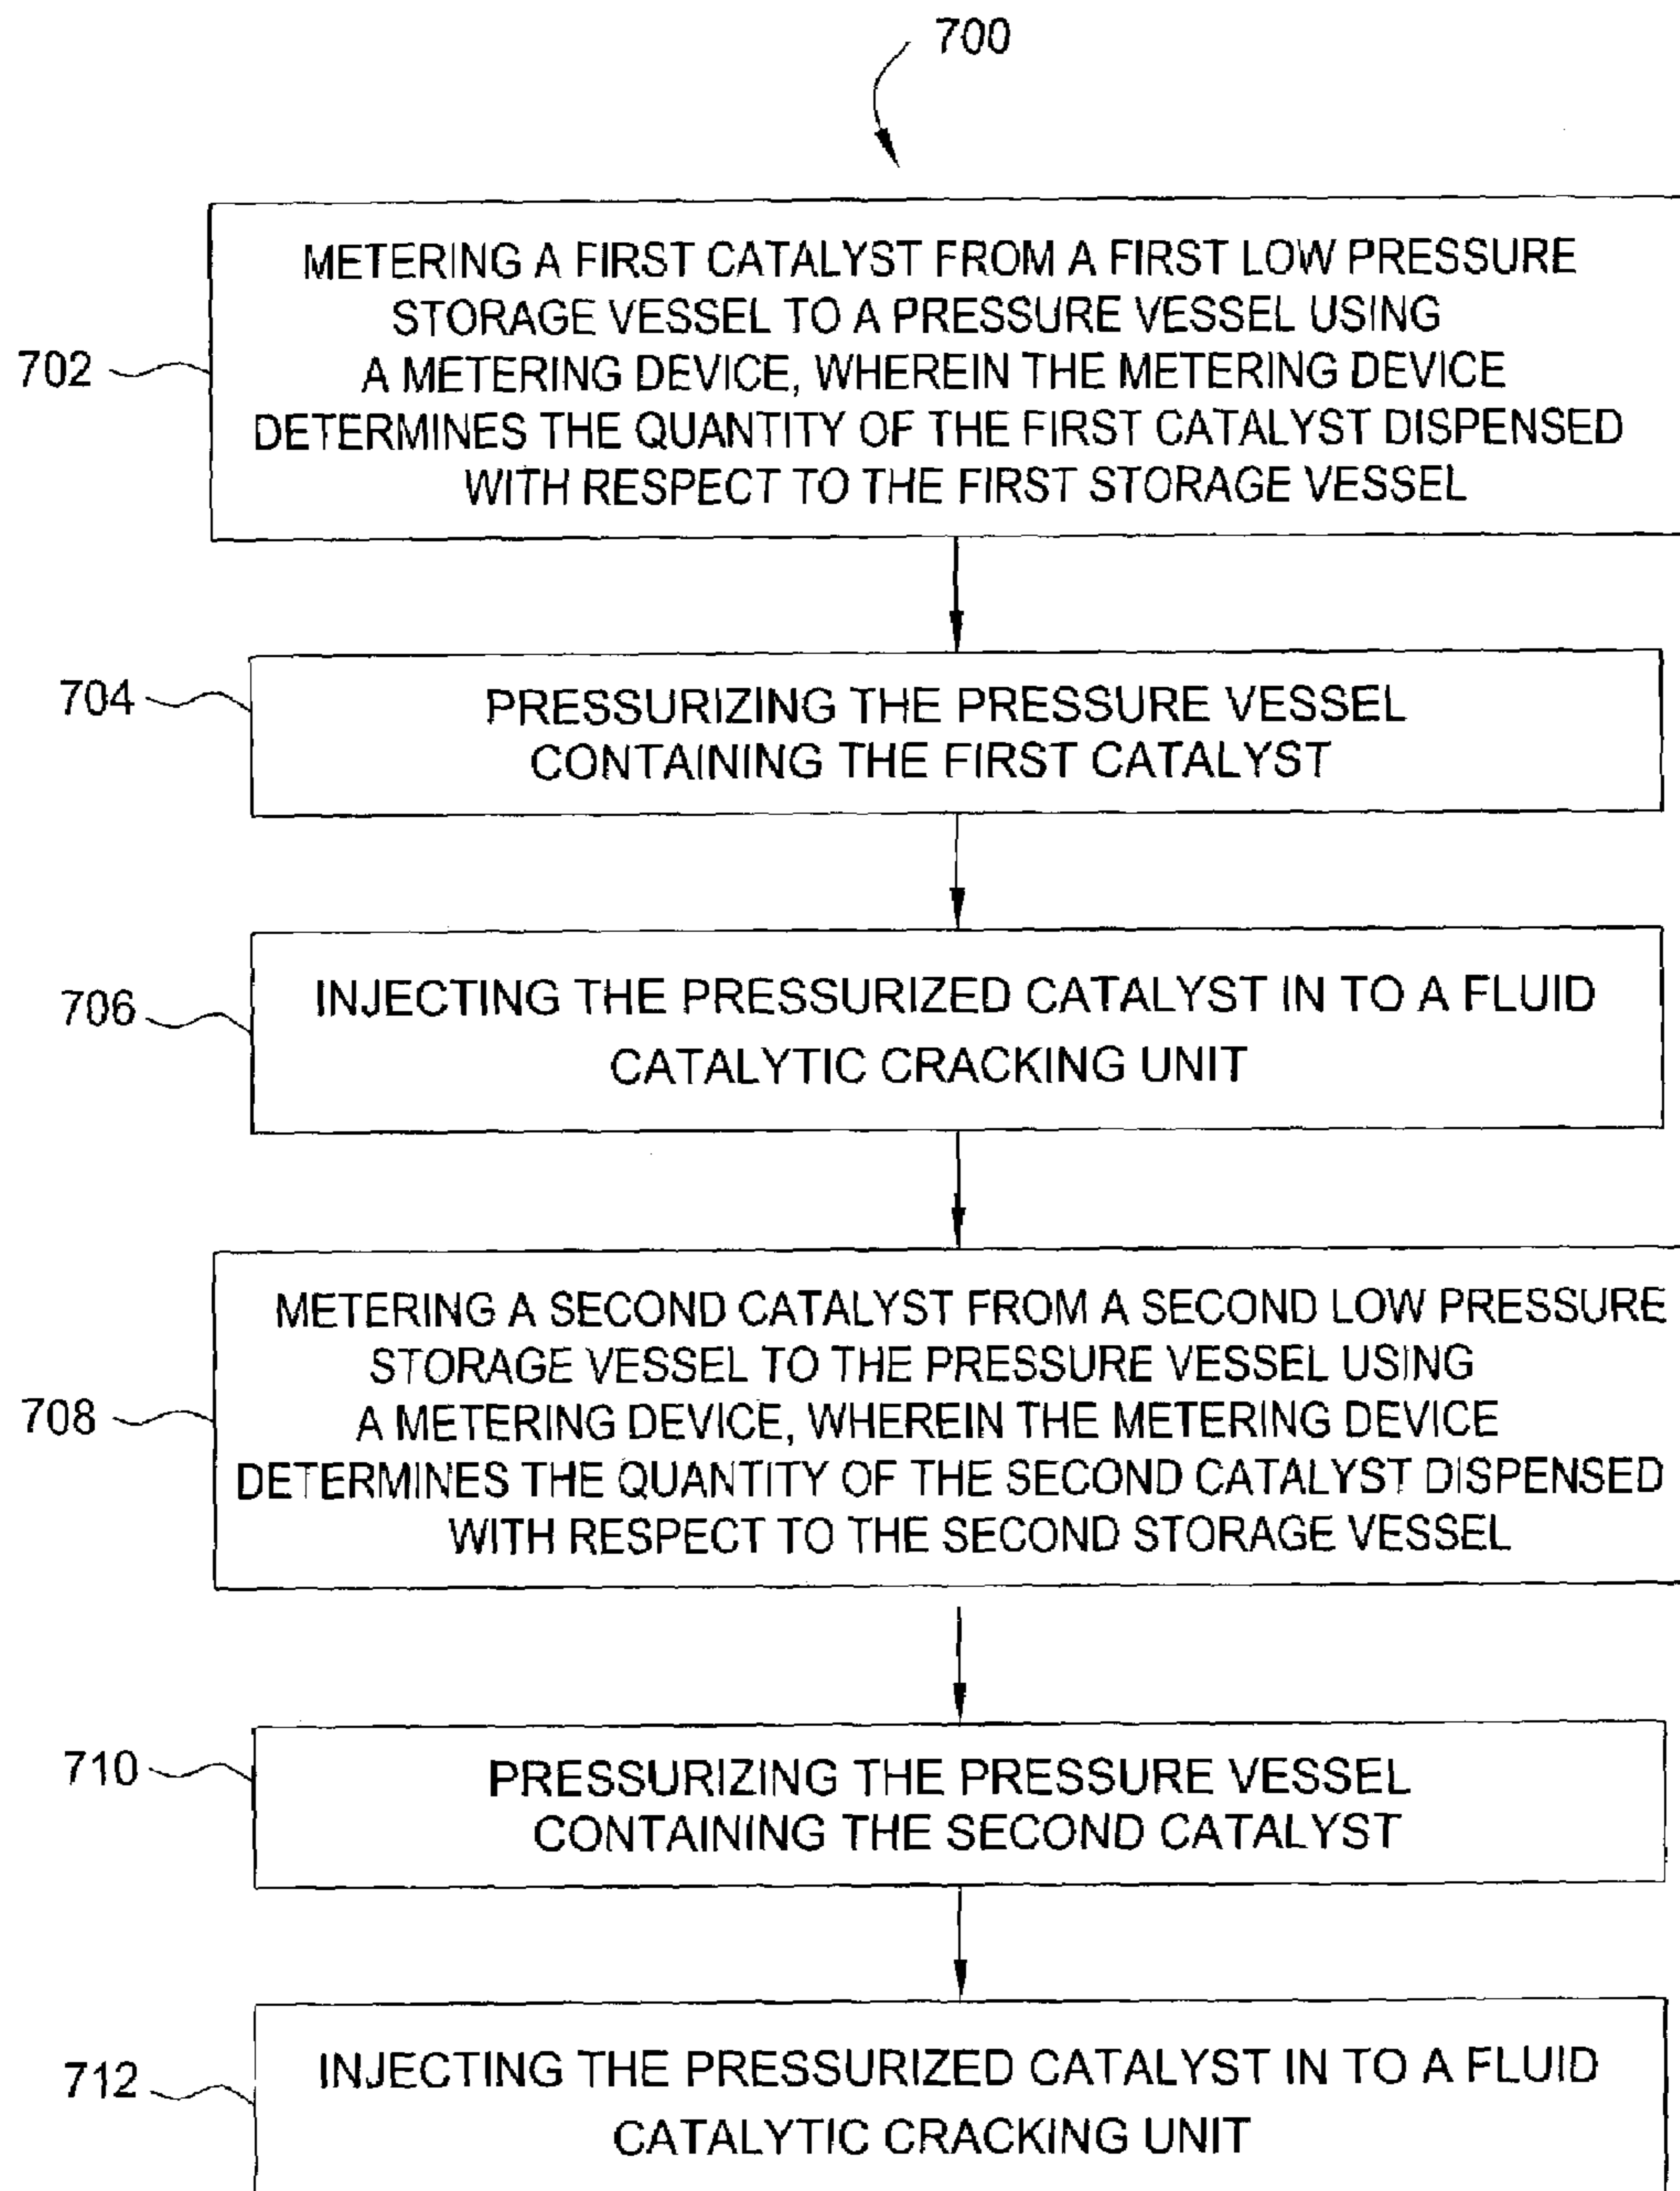 700
702
METERING A FIRST CATALYST FROM A FIRST LOW PRESSURE
STORAGE VESSEL TO A PRESSURE VESSEL USING
A METERING DEVICE, WHEREIN THE METERING DEVICE
DETERMINES THE QUANTITY OF THE FIRST CATALYST DISPENSED
WITH RESPECT TO THE FIRST STORAGE VESSEL
704
PRESSURIZING THE PRESSURE VESSEL
CONTAINING THE FIRST CATALYST
706
INJECTING THE PRESSURIZED CATALYST IN TO A FLUID
CATALYTIC CRACKING UNIT
708
METERING A SECOND CATALYST FROM A SECOND LOW PRESSURE
STORAGE VESSEL TO THE PRESSURE VESSEL USING
A METERING DEVICE, WHEREIN THE METERING DEVICE
DETERMINES THE QUANTITY OF THE SECOND CATALYST DISPENSED
WITH RESPECT TO THE SECOND STORAGE VESSEL
710
PRESSURIZING THE PRESSURE VESSEL
CONTAINING THE SECOND CATALYST
712
INJECTING THE PRESSURIZED CATALYST IN TO A FLUID
CATALYTIC CRACKING UNIT